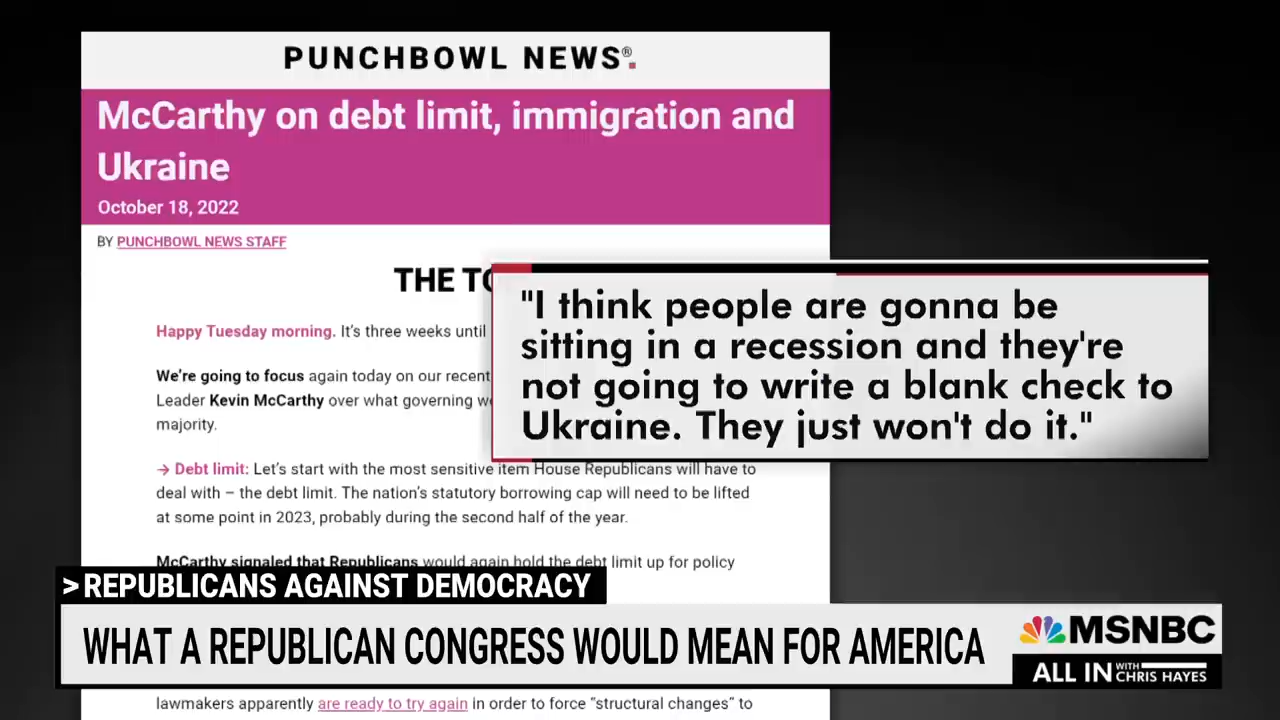 PUNCHBOWL NEWS®.
McCarthy on debt limit, immigration and
Ukraine
October 18, 2022
BY PUNCHBOWL NEWS STAFF
THE TO
Happy Tuesday morning. It's three weeks until
We're going to focus again today on our recent
Leader Kevin McCarthy over what governing
majority.
"I think people are gonna be
sitting in a recession and they're
not going to write a blank check to
Ukraine. They just won't do it."
→ Debt limit: Let's start with the most sensitive item House Republicans will have to
deal with – the debt limit. The nation's statutory borrowing cap will need to be lifted
at some point in 2023, probably during the second half of the year.
McCarthy signaled that Republicans would again hold the debt limit up for policy
>REPUBLICANS AGAINST DEMOCRACY
WHAT A REPUBLICAN CONGRESS WOULD MEAN FOR AMERICA
MSNBC
ALL IN WITH CHRIS HAYES
lawmakers apparently are ready to try again in order to force “structural changes” to